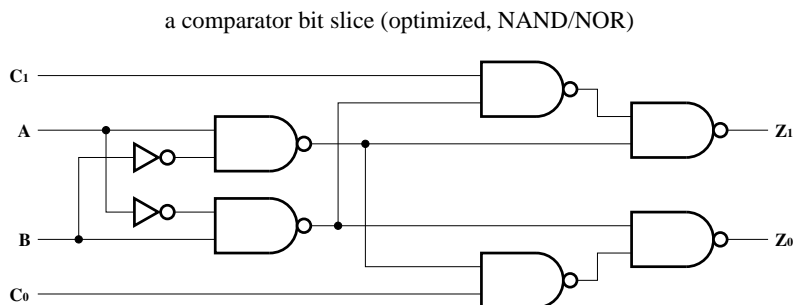 a comparator bit slice (optimized, NAND/NOR)
C1
A
Z1
B
Z0
C0